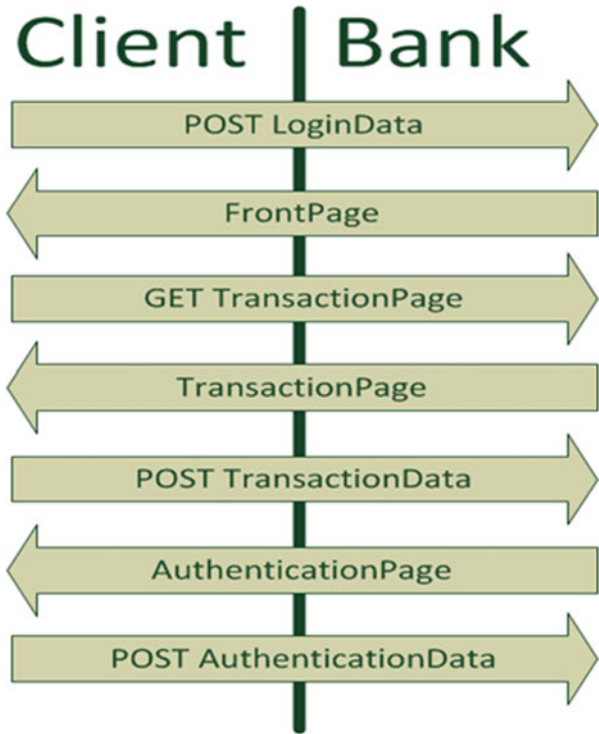 Client Bank
POST LoginData
FrontPage
GET TransactionPage
TransactionPage
POST TransactionData
AuthenticationPage
POST AuthenticationData